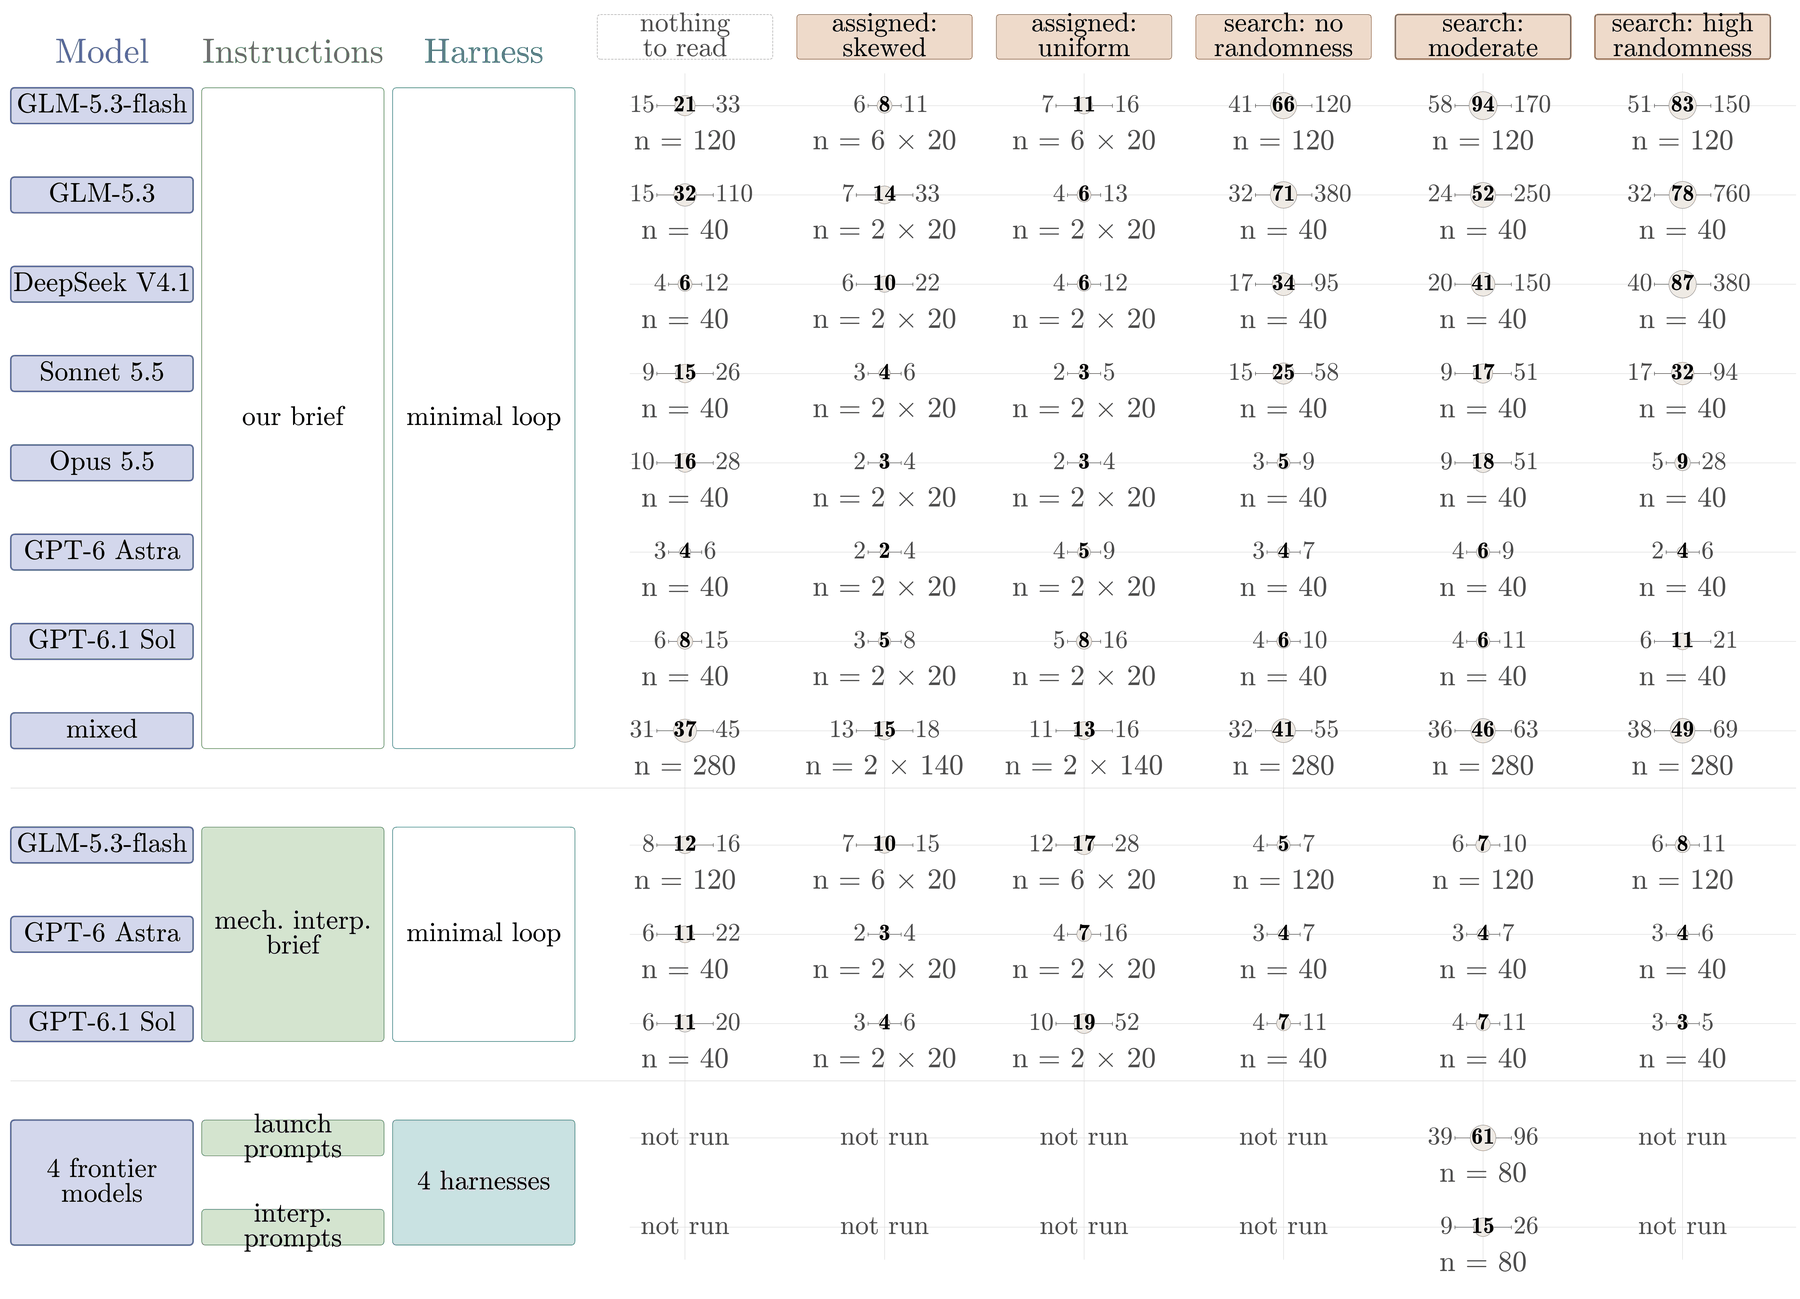 Model Instructions Harness nothing to read assigned: skewed assigned: uniform search: no randomness search: moderate search: high randomness
GLM-5.3-flash 15 21 33 6 8 11 7 11 16 41 66 120 58 94 170 51 83 150
n = 120 n = 6 × 20 n = 6 × 20 n = 120 n = 120 n = 120
GLM-5.3 15 32 110 7 14 33 4 6 13 32 71 380 24 52 250 32 78 760
n = 40 n = 2 × 20 n = 2 × 20 n = 40 n = 40 n = 40
DeepSeek V4.1 4 6 12 6 10 22 4 6 12 17 34 95 20 41 150 40 87 380
n = 40 n = 2 × 20 n = 2 × 20 n = 40 n = 40 n = 40
Sonnet 5.5 9 15 26 3 4 6 2 3 5 15 25 58 9 17 51 17 32 94
our brief minimal loop n = 40 n = 2 × 20 n = 2 × 20 n = 40 n = 40 n = 40
Opus 5.5 10 16 28 2 3 4 2 3 4 3 5 9 9 18 51 5 9 28
n = 40 n = 2 × 20 n = 2 × 20 n = 40 n = 40 n = 40
GPT-6 Astra 3 4 6 2 2 4 4 5 9 3 4 7 4 6 9 2 4 6
n = 40 n = 2 × 20 n = 2 × 20 n = 40 n = 40 n = 40
GPT-6.1 Sol 6 8 15 3 5 8 5 8 16 4 6 10 4 6 11 6 11 21
n = 40 n = 2 × 20 n = 2 × 20 n = 40 n = 40 n = 40
mixed 31 37 45 13 15 18 11 13 16 32 41 55 36 46 63 38 49 69
n = 280 n = 2 × 140 n = 2 × 140 n = 280 n = 280 n = 280
GLM-5.3-flash 8 12 16 7 10 15 12 17 28 4 5 7 6 7 10 6 8 11
n = 120 n = 6 × 20 n = 6 × 20 n = 120 n = 120 n = 120
GPT-6 Astra mech. interp. brief minimal loop 6 11 22 2 3 4 4 7 16 3 4 7 3 4 7 3 4 6
n = 40 n = 2 × 20 n = 2 × 20 n = 40 n = 40 n = 40
GPT-6.1 Sol 6 11 20 3 4 6 10 19 52 4 7 11 4 7 11 3 3 5
n = 40 n = 2 × 20 n = 2 × 20 n = 40 n = 40 n = 40
launch prompts not run not run not run not run 39 61 96 not run
4 frontier models 4 harnesses n = 80
interp. prompts not run not run not run not run 9 15 26 not run
n = 80